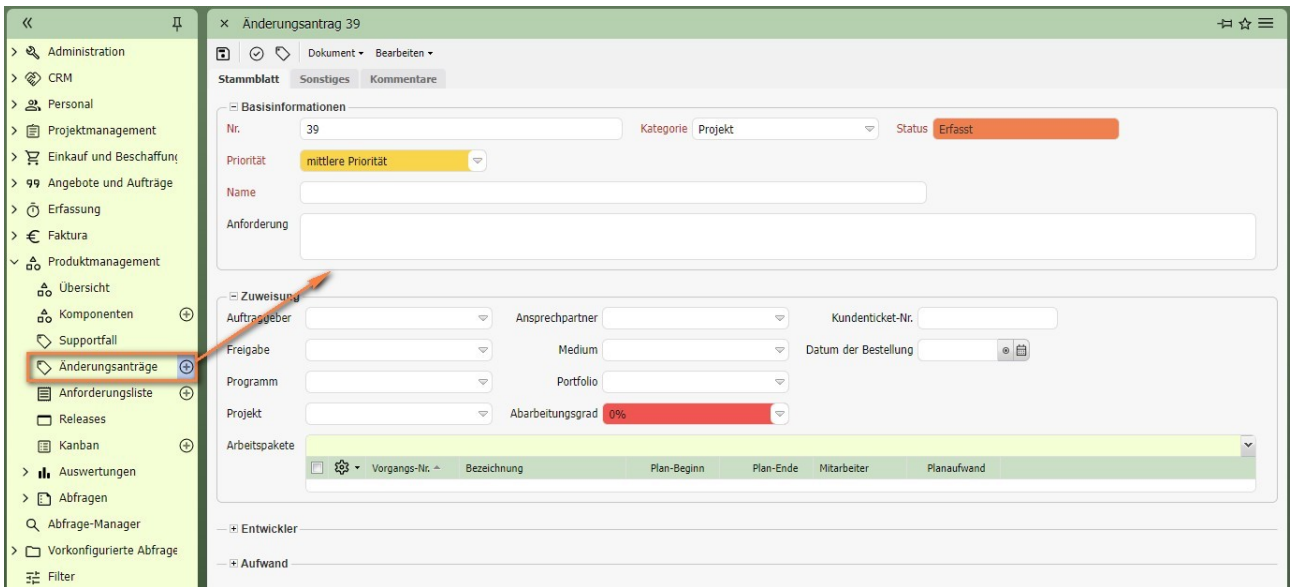 Administration
CRM
Personal
Projektmanagement
Einkauf und Beschaffung
99 Angebote und Aufträge
Erfassung
Faktura
Produktmanagement
Übersicht
Komponenten
Supportfall
Änderungsanträge
Anforderungsliste
Releases
Kanban
Auswertungen
Abfragen
Abfrage-Manager
Vorkonfigurierte Abfrage
Filter
Änderungsantrag 39
Dokument Bearbeiten
Stammblatt Sonstiges Kommentare
Basisinformationen
Nr. 39 Kategorie Projekt Status Erfasst
Priorität mittlere Priorität
Name
Anforderung
Zuweisung
Auftraggeber Ansprechpartner Kundenticket-Nr.
Freigabe Medium Datum der Bestellung
Programm Portfolio
Projekt Abarbeitungsgrad 0%
Arbeitspakete
Vorgangs-Nr. Bezeichnung Plan-Beginn Plan-Ende Mitarbeiter Planaufwand
Entwickler
Aufwand